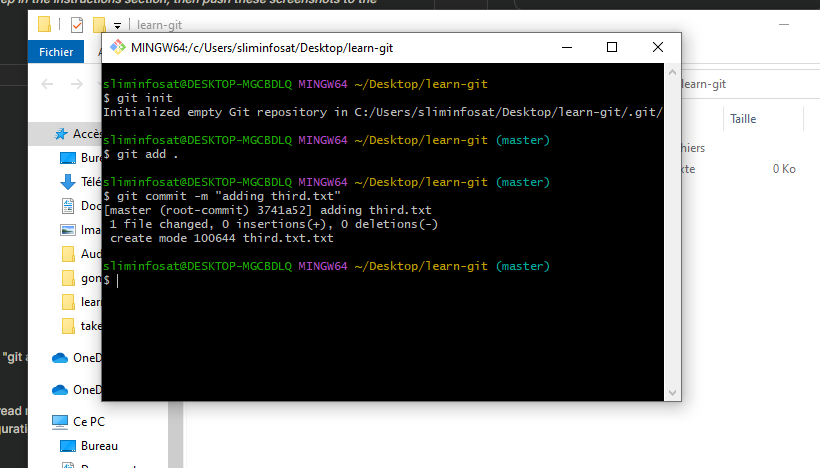 ep in the instructions section, then push these screenshots to the
learn-git
Fichier
MINGW64:/c/Users/sliminfosat/Desktop/learn-git
sliminfosat@DESKTOP-MGCBDLQ MINGW64 ~/Desktop/learn-git
$ git init
Initialized empty Git repository in C:/Users/sliminfosat/Desktop/learn-git/.git/
sliminfosat@DESKTOP-MGCBDLQ MINGW64 ~/Desktop/learn-git (master)
$ git add .
sliminfosat@DESKTOP-MGCBDLQ MINGW64 ~/Desktop/learn-git (master)
$ git commit -m "adding third.txt"
[master (root-commit) 3741a52] adding third.txt
1 file changed, 0 insertions(+), 0 deletions(-)
create mode 100644 third.txt.txt
sliminfosat@DESKTOP-MGCBDLQ MINGW64 ~/Desktop/learn-git (master)
$
learn-git
Taille
hiers
xte 0 Ko
Accès
Bure
Télé
Doc
Ima
Aud
gon
learn
take
OneD
OneD
Ce PC
Bureau
"git a
read
gurati